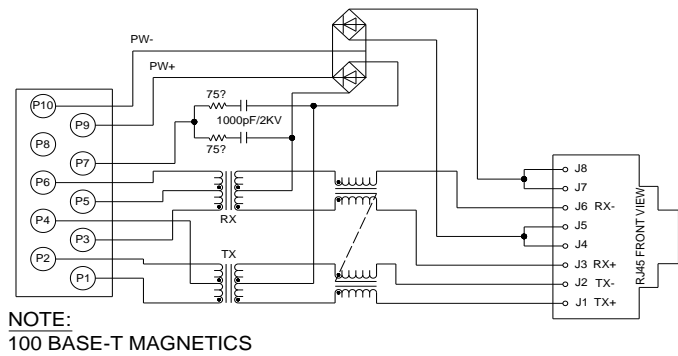 PW-
PW+
P10
P9
P8
P7
P6
P5
P4
P3
P2
P1
75?
1000pF/2KV
75?
RX
TX
J8
J7
J6 RX-
J5
J4
J3 RX+
J2 TX-
J1 TX+
RJ45 FRONT VIEW
NOTE:
100 BASE-T MAGNETICS